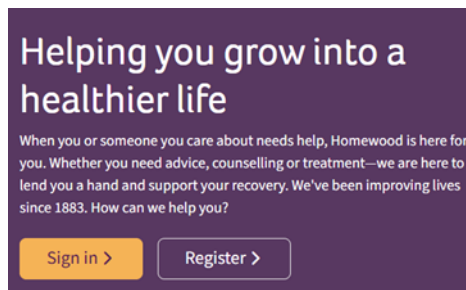 Helping you grow into a
healthier life
When you or someone you care about needs help, Homewood is here for
you. Whether you need advice, counselling or treatment—we are here to
lend you a hand and support your recovery. We've been improving lives
since 1883. How can we help you?
Sign in > Register >